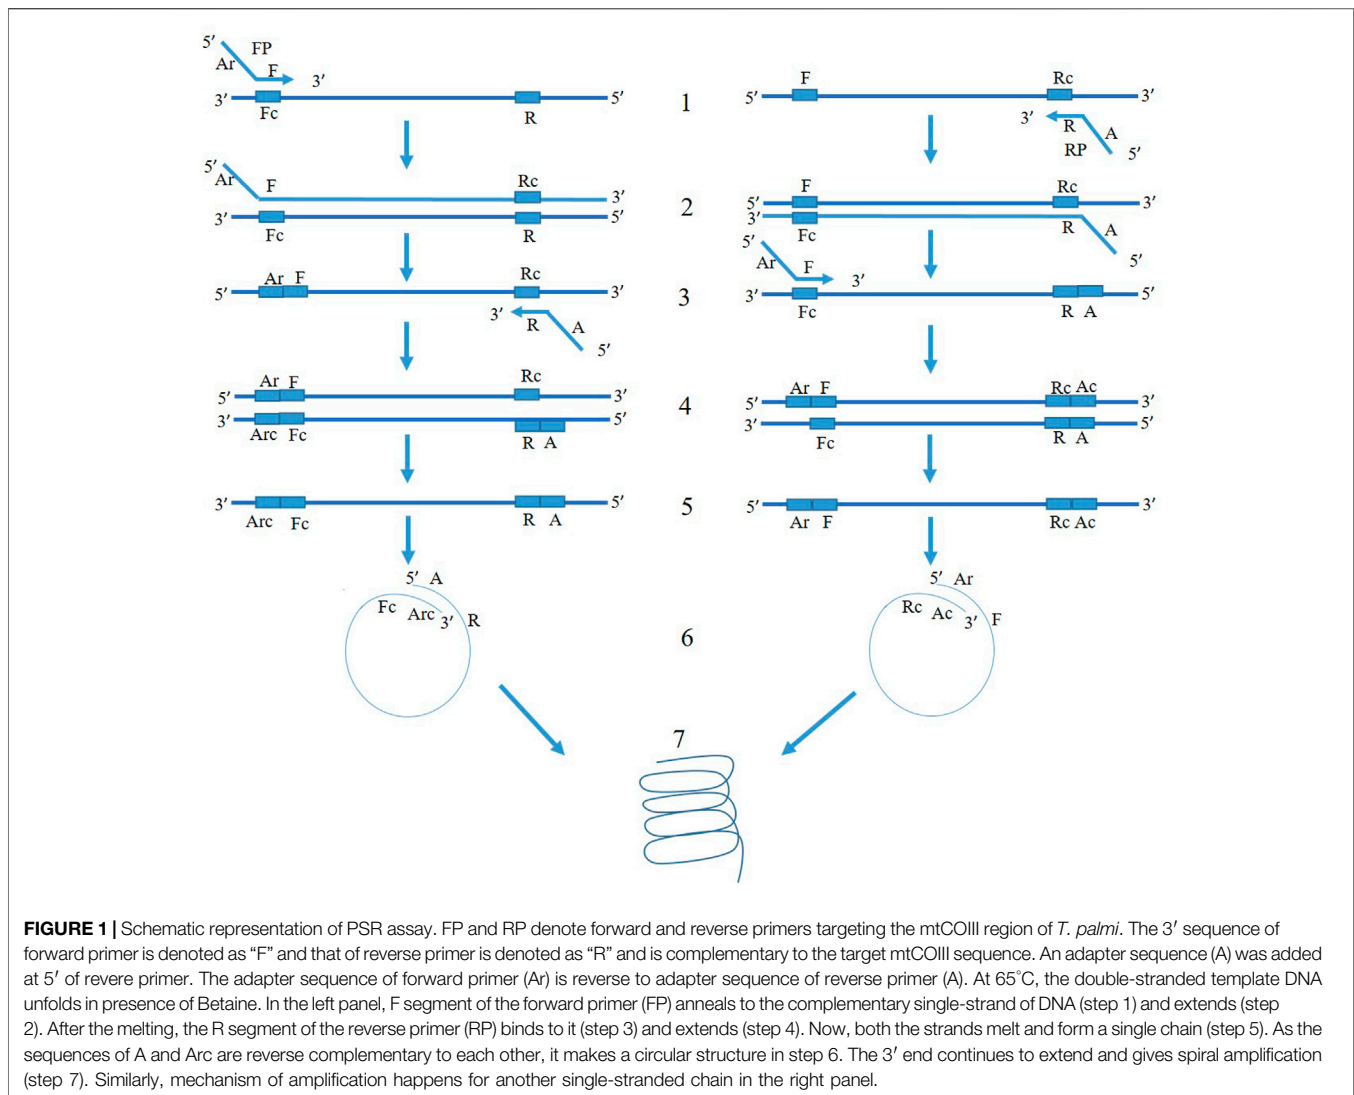 5′
FP
Ar
F
3′
3′
5′
Fc
R
1
F
Rc
5′
3′
3′
R
A
RP
5′
5′
Ar
F
Rc
3′
3′
5′
Fc
R
2
F
Rc
5′
3′
3′
Fc
R
A
5′
5′
Ar
F
3′
Ar F
Rc
5′
3′
3′
R
A
5′
3
3′
5′
Fc
R A
Ar F
Rc
5′
3′
3′
5′
Arc Fc
R A
4
Ar F
Rc Ac
5′
3′
3′
5′
Fc
R A
3′
5′
Arc Fc
R A
5
5′
3′
Ar F
Rc Ac
5′ A
Fc
Arc 3′ R
6
5′ Ar
Rc
Ac 3′ F
7
FIGURE 1 | Schematic representation of PSR assay. FP and RP denote forward and reverse primers targeting the mtCOIII region of T. palmi. The 3′ sequence of
forward primer is denoted as “F” and that of reverse primer is denoted as “R” and is complementary to the target mtCOIII sequence. An adapter sequence (A) was added
at 5′ of revere primer. The adapter sequence of forward primer (Ar) is reverse to adapter sequence of reverse primer (A). At 65°C, the double-stranded template DNA
unfolds in presence of Betaine. In the left panel, F segment of the forward primer (FP) anneals to the complementary single-strand of DNA (step 1) and extends (step
2). After the melting, the R segment of the reverse primer (RP) binds to it (step 3) and extends (step 4). Now, both the strands melt and form a single chain (step 5). As the
sequences of A and Arc are reverse complementary to each other, it makes a circular structure in step 6. The 3′ end continues to extend and gives spiral amplification
(step 7). Similarly, mechanism of amplification happens for another single-stranded chain in the right panel.